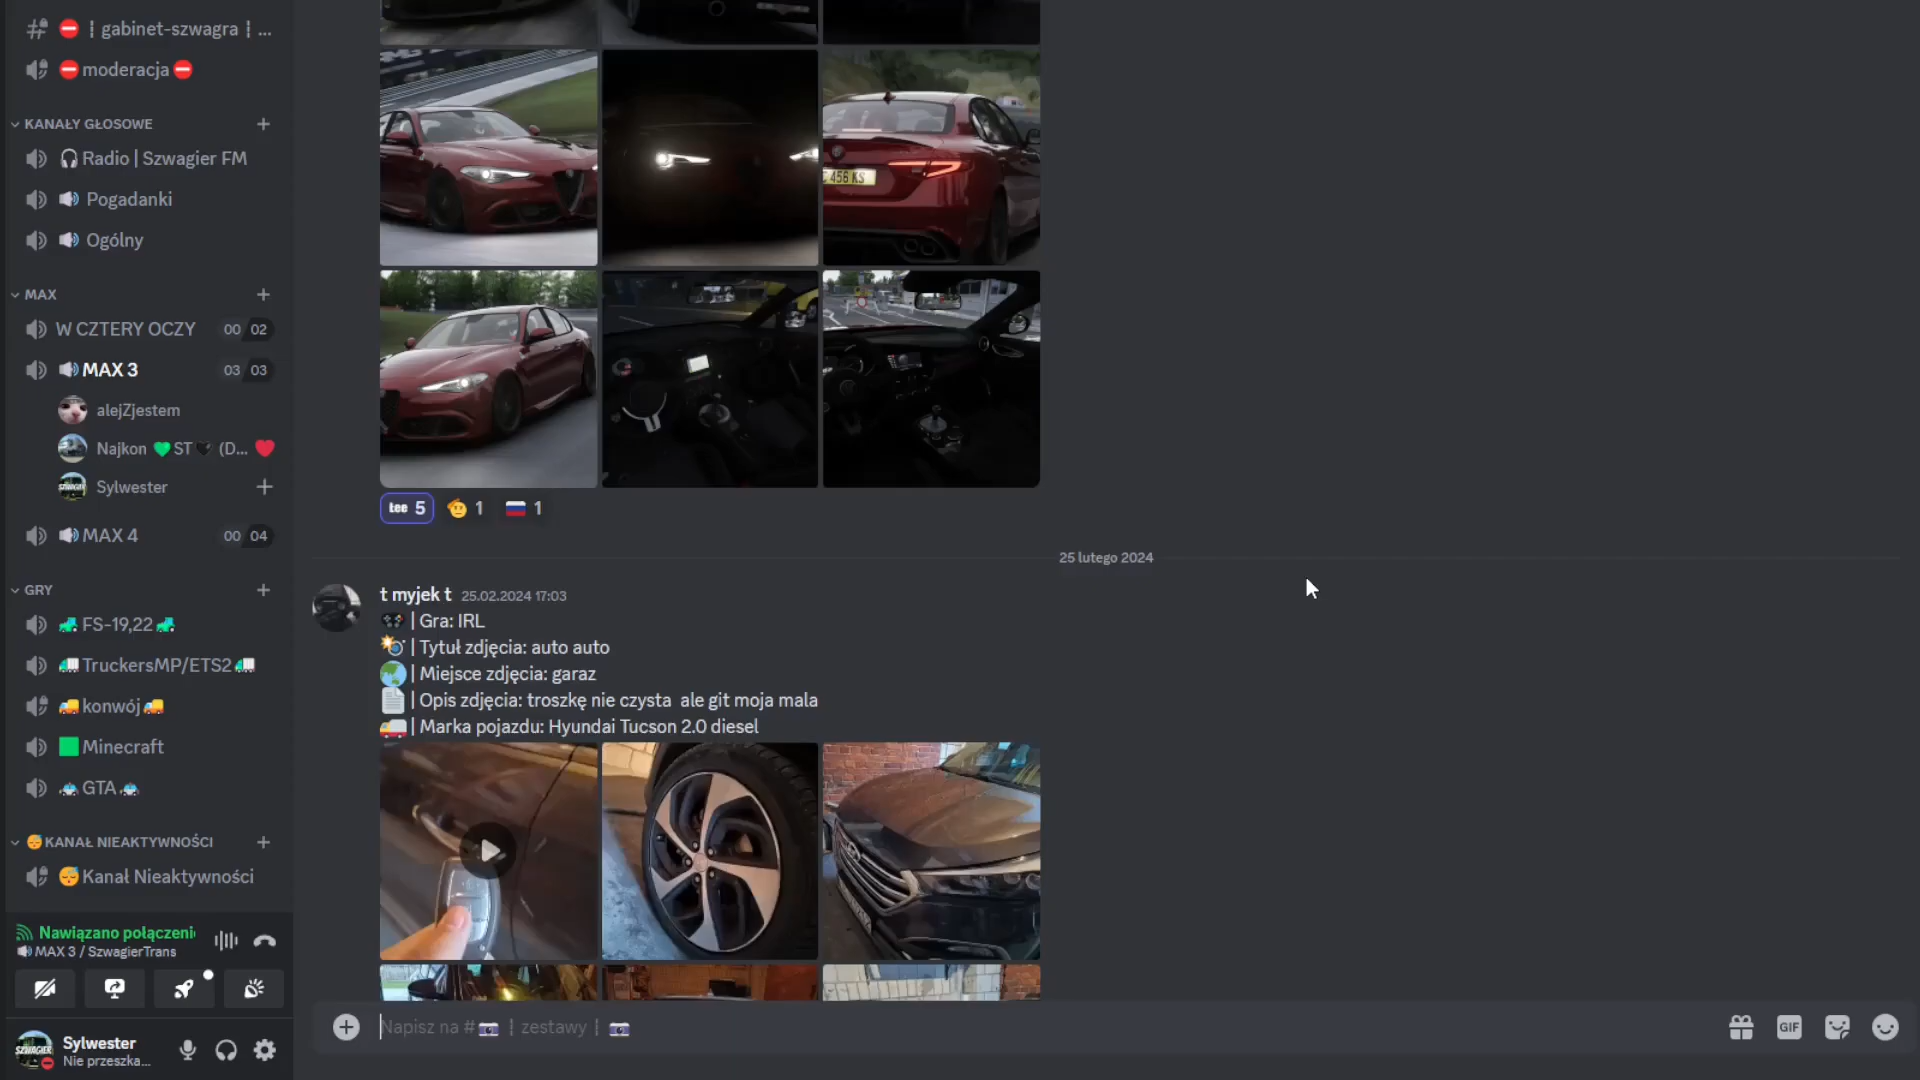 gabinet-szwagra ¦ ...
moderacja
KANAŁY GŁOSOWE
Radio | Szwagier FM
Pogadanki
Ogólny
MAX
W CZTERY OCZY 00 02
MAX 3 03 03
alejZjestem
Najkon 💚ST🖤 (D... 
Sylwester
MAX 4 00 04
GRY
FS-19,22
TruckersMP/ETS2
konwój
Minecraft
GTA
KANAŁ NIEAKTYWNOŚCI
Kanał Nieaktywności
Nawiązano połączeni
MAX 3 / SzwagierTrans
Sylwester
Nie przeszka...
456 KS
tee 5 1 1
25 lutego 2024
t myjek t 25.02.2024 17:03
| Gra: IRL
| Tytuł zdjęcia: auto auto
| Miejsce zdjęcia: garaz
| Opis zdjęcia: troszkę nie czysta ale git moja mala
| Marka pojazdu: Hyundai Tucson 2.0 diesel
Napisz na #📷 ¦ zestawy ¦ 📷
GIF